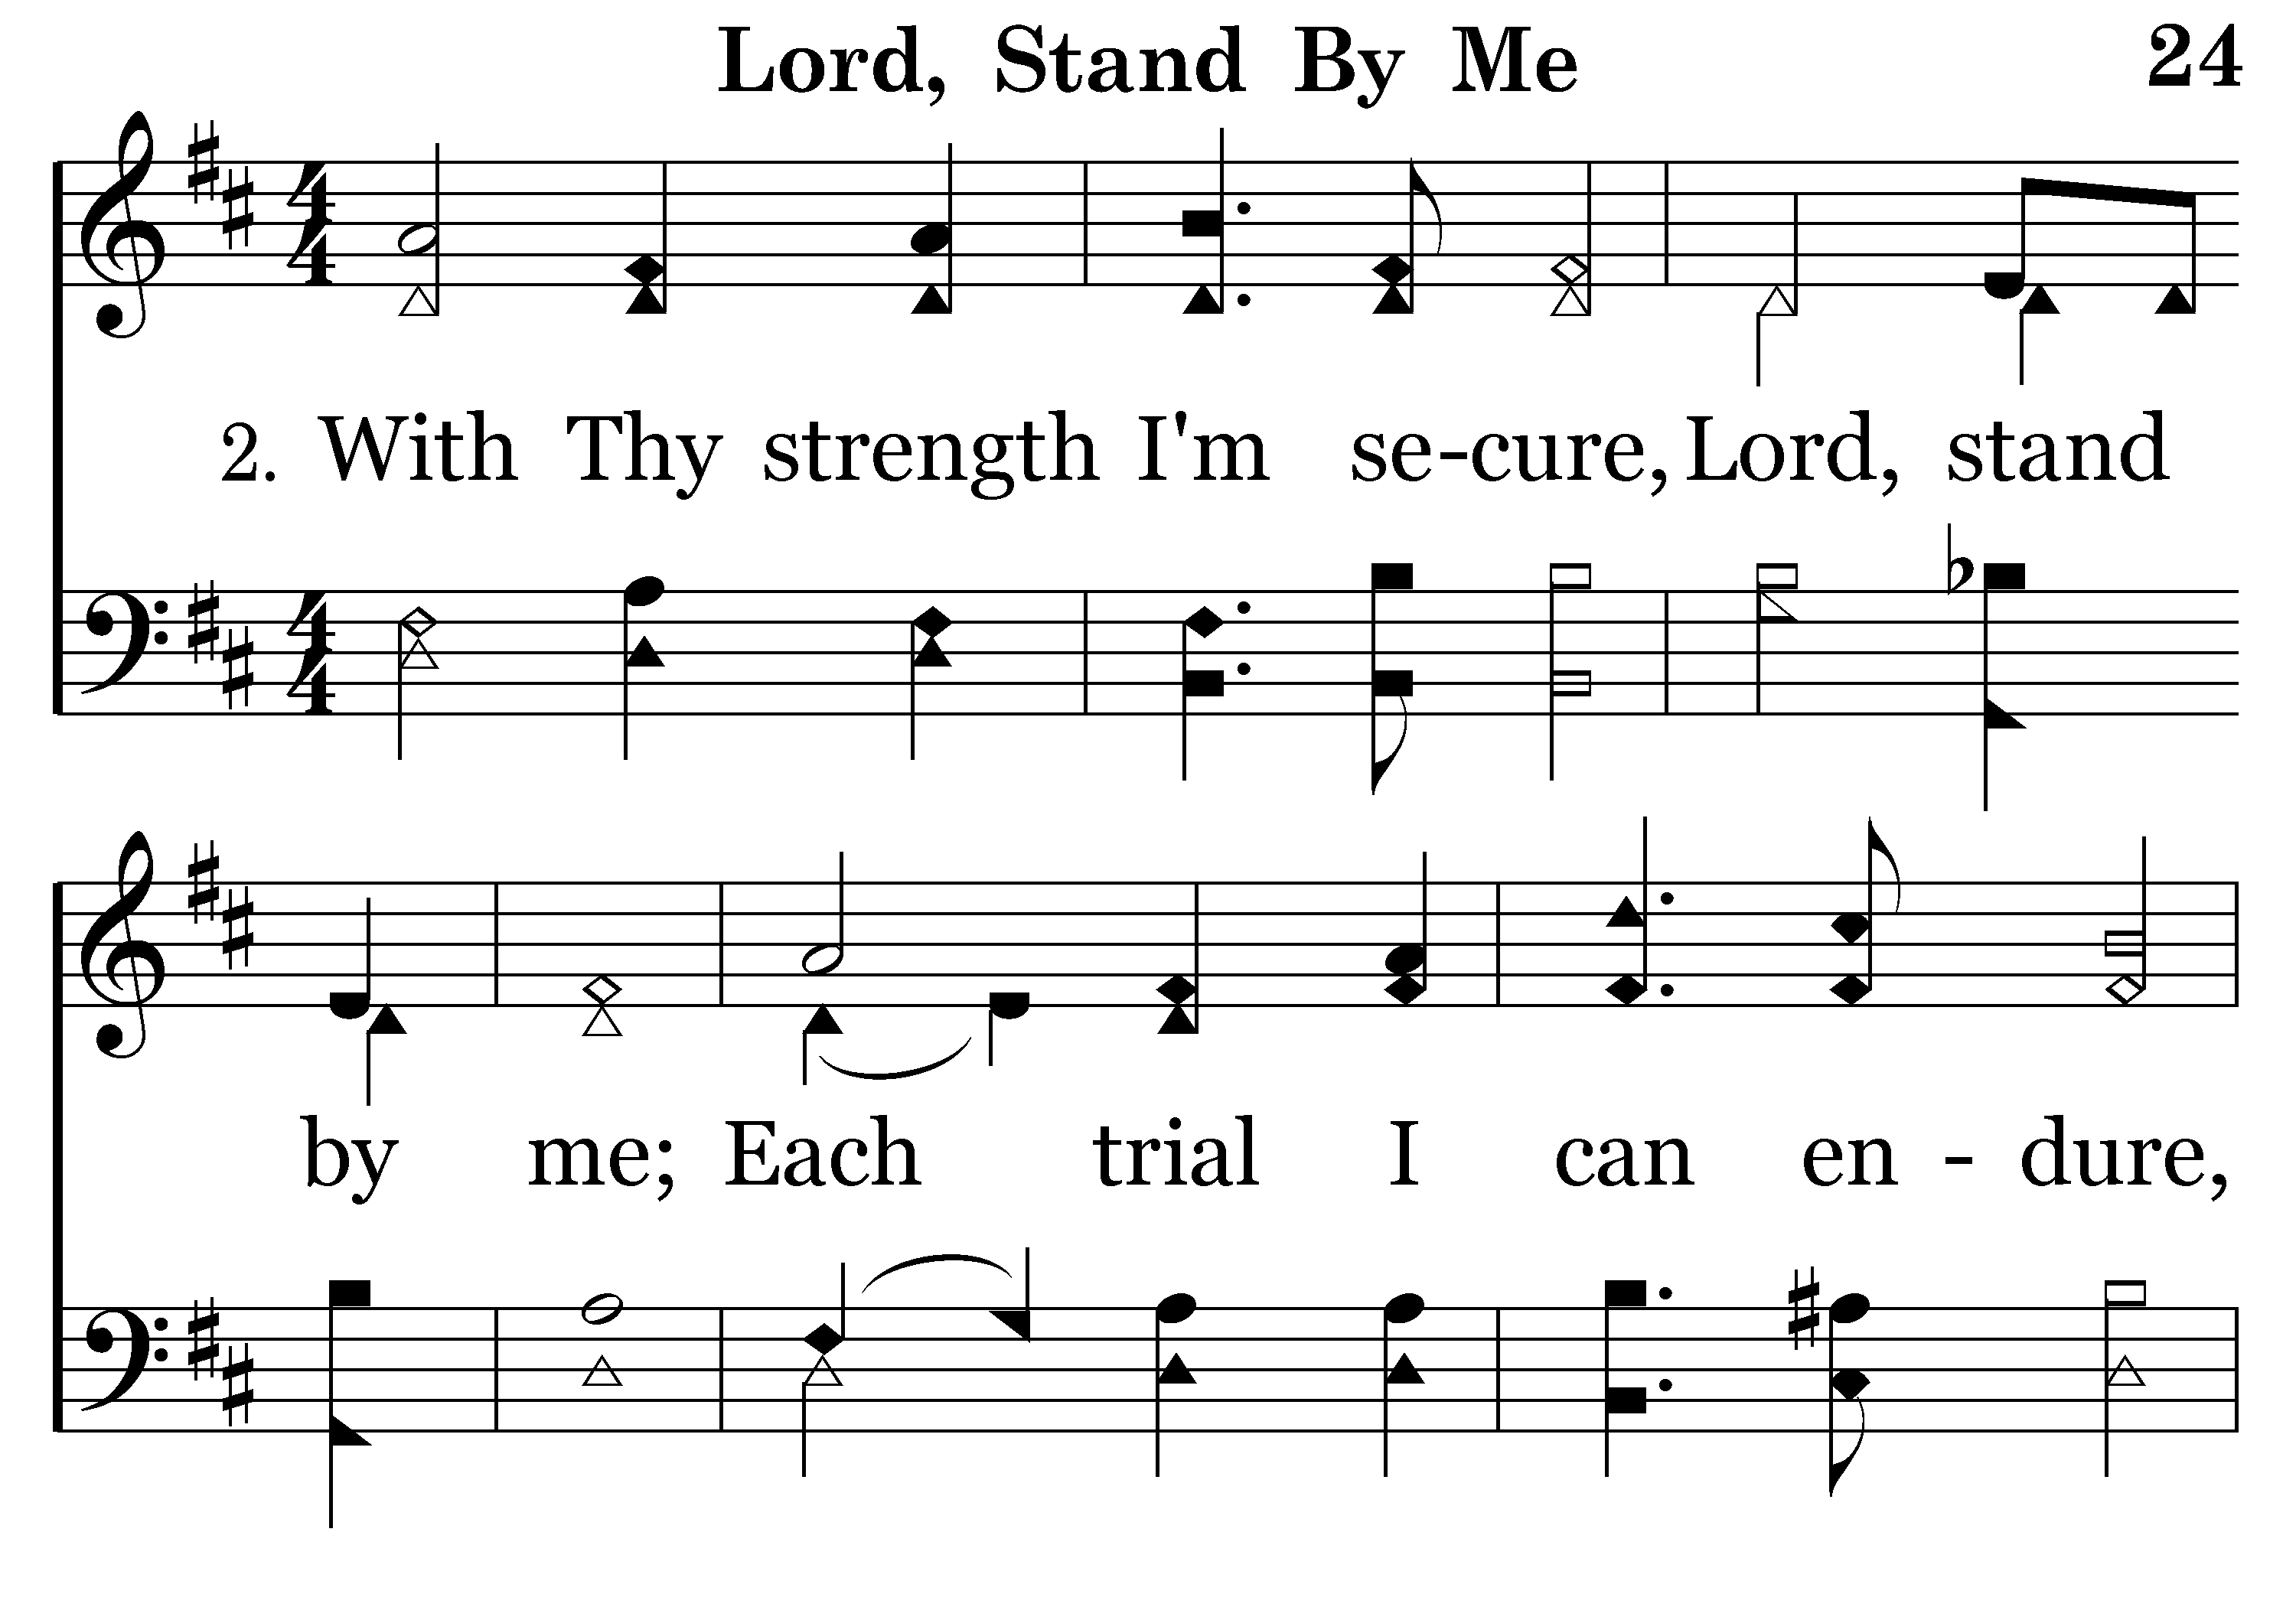 Lord, Stand By Me 24
2. With Thy strength I'm se-cure, Lord, stand
by me; Each trial I can en - dure,